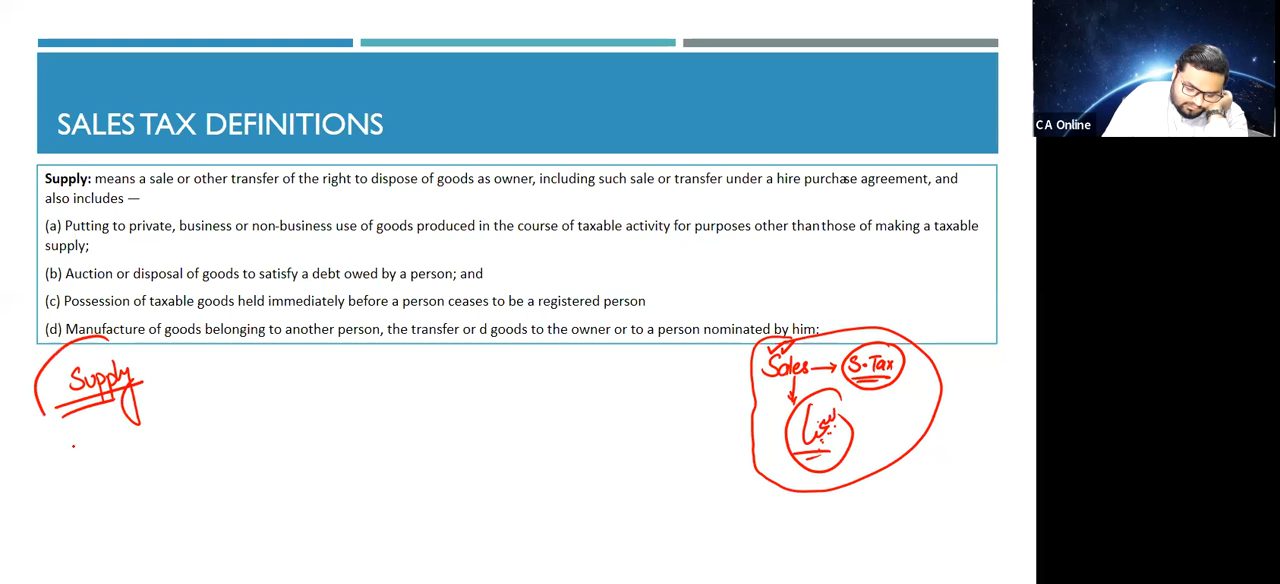 SALES TAX DEFINITIONS
C A Online
Supply: means a sale or other transfer of the right to dispose of goods as owner, including such sale or transfer under a hire purchase agreement, and
also includes —
(a) Putting to private, business or non-business use of goods produced in the course of taxable activity for purposes other than those of making a taxable
supply;
(b) Auction or disposal of goods to satisfy a debt owed by a person; and
(c) Possession of taxable goods held immediately before a person ceases to be a registered person
(d) Manufacture of goods belonging to another person, the transfer or d goods to the owner or to a person nominated by him;
Supply
Sales → S.Tax
بیچنا